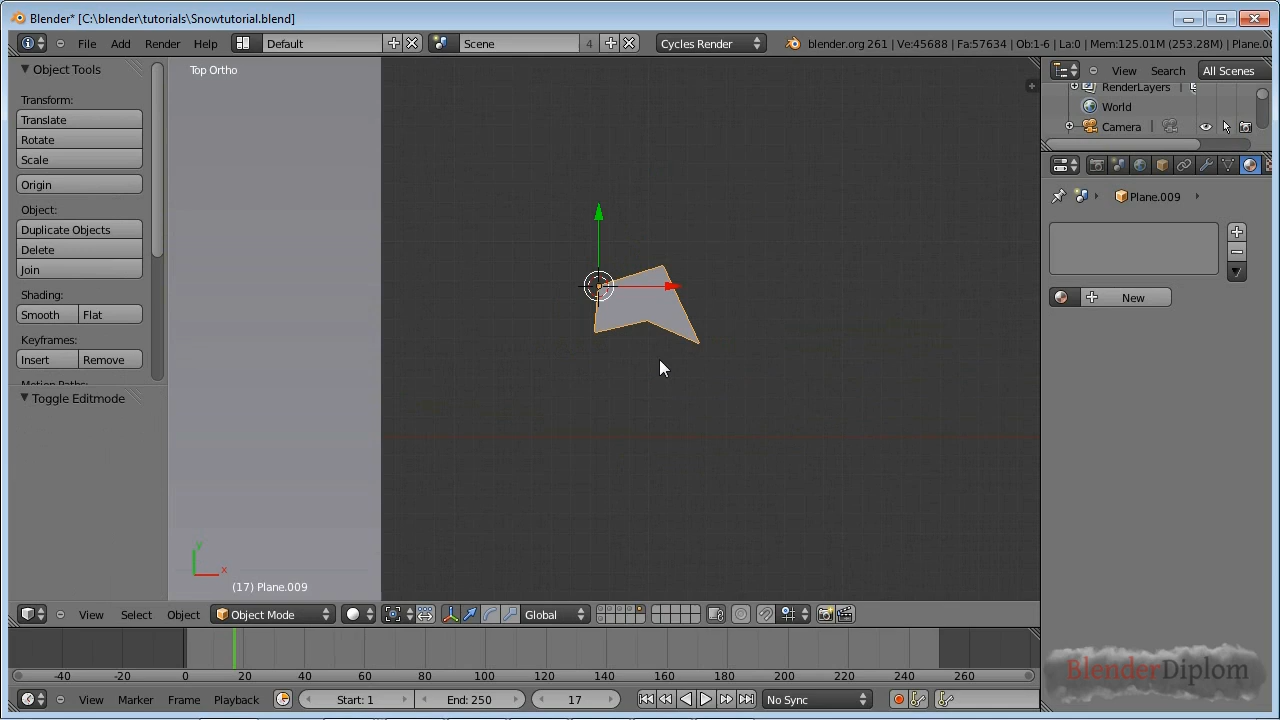 Blender* [C:\blender\tutorials\Snowtutorial.blend]
File Add Render Help Default Scene 4 Cycles Render blender.org 261 | Ve:45688 | Fa:57634 | Ob:1-6 | La:0 | Mem:125.01M (253.28M) | Plane.00
Object Tools
Transform:
Translate
Rotate
Scale
Origin
Object:
Duplicate Objects
Delete
Join
Shading:
Smooth Flat
Keyframes:
Insert Remove
Motion Paths:
Toggle Editmode
Top Ortho
y
x
(17) Plane.009
View Search All Scenes
RenderLayers |
World
Camera |
Plane.009
New
View Select Object Object Mode Global
-40 -20 0 20 40 60 80 100 120 140 160 180 200 220 240 260
View Marker Frame Playback Start: 1 End: 250 17 No Sync
BlenderDiplom